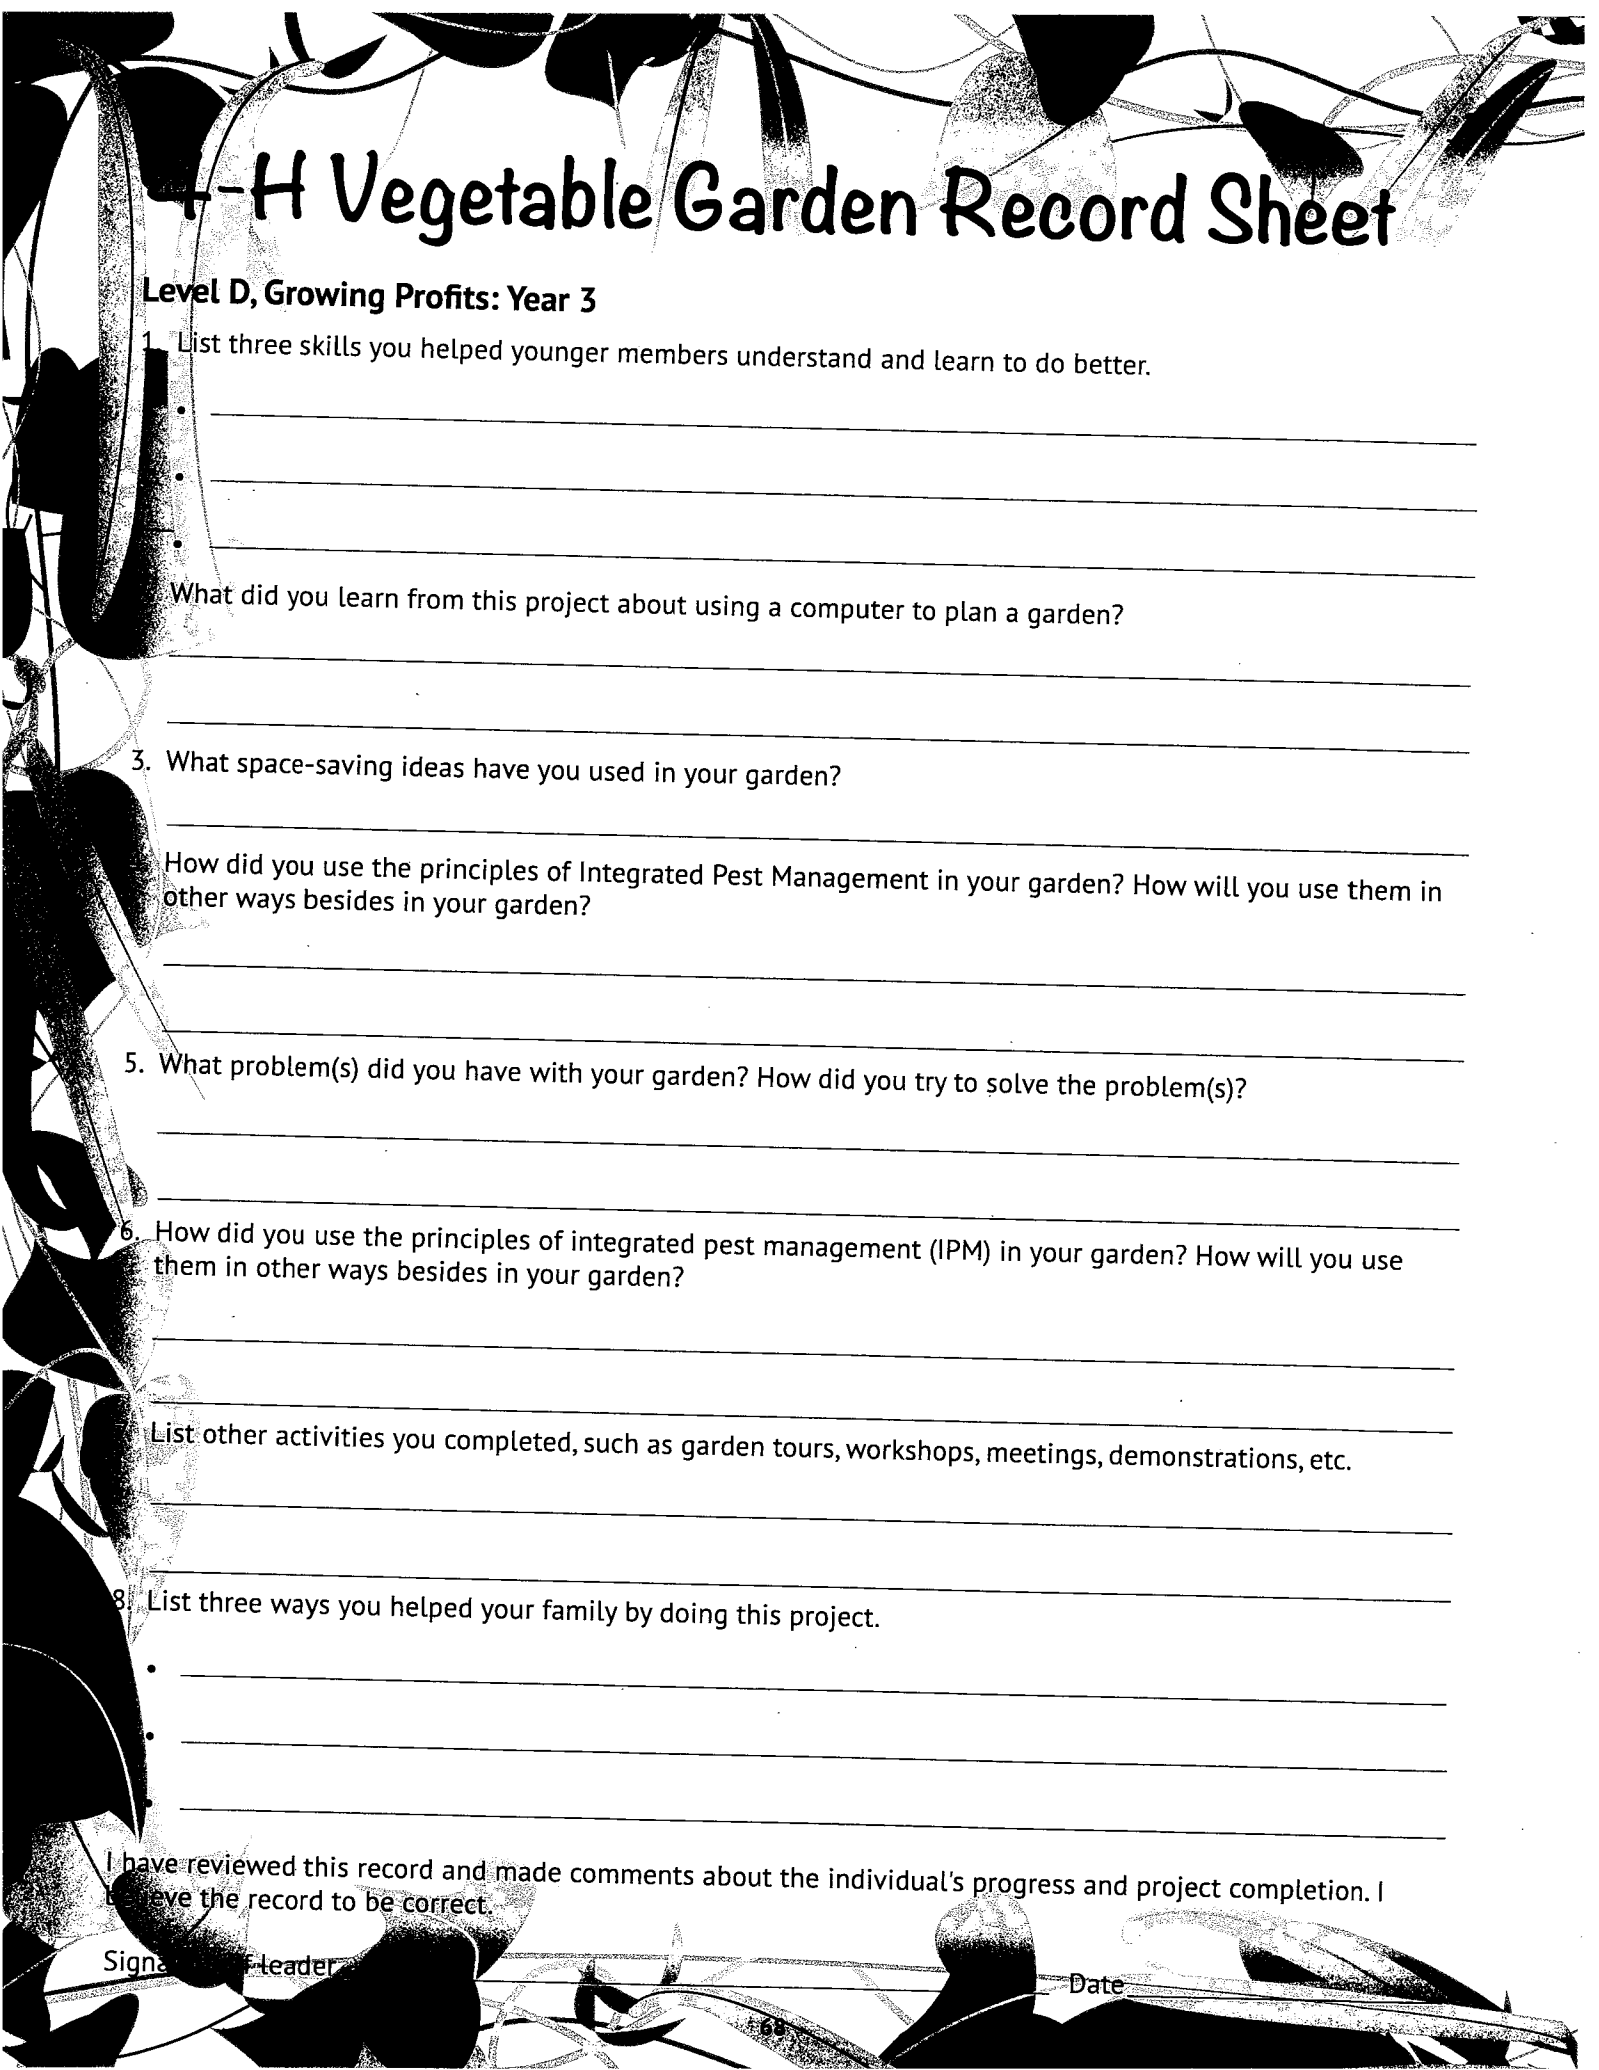 4-H Vegetable Garden Record Sheet
Level D, Growing Profits: Year 3
1. List three skills you helped younger members understand and learn to do better.
•
•
•
What did you learn from this project about using a computer to plan a garden?
3. What space-saving ideas have you used in your garden?
How did you use the principles of Integrated Pest Management in your garden? How will you use them in
other ways besides in your garden?
5. What problem(s) did you have with your garden? How did you try to solve the problem(s)?
6. How did you use the principles of integrated pest management (IPM) in your garden? How will you use
them in other ways besides in your garden?
List other activities you completed, such as garden tours, workshops, meetings, demonstrations, etc.
8. List three ways you helped your family by doing this project.
•
•
•
I have reviewed this record and made comments about the individual's progress and project completion. I
believe the record to be correct.
Signature of leader Date
68